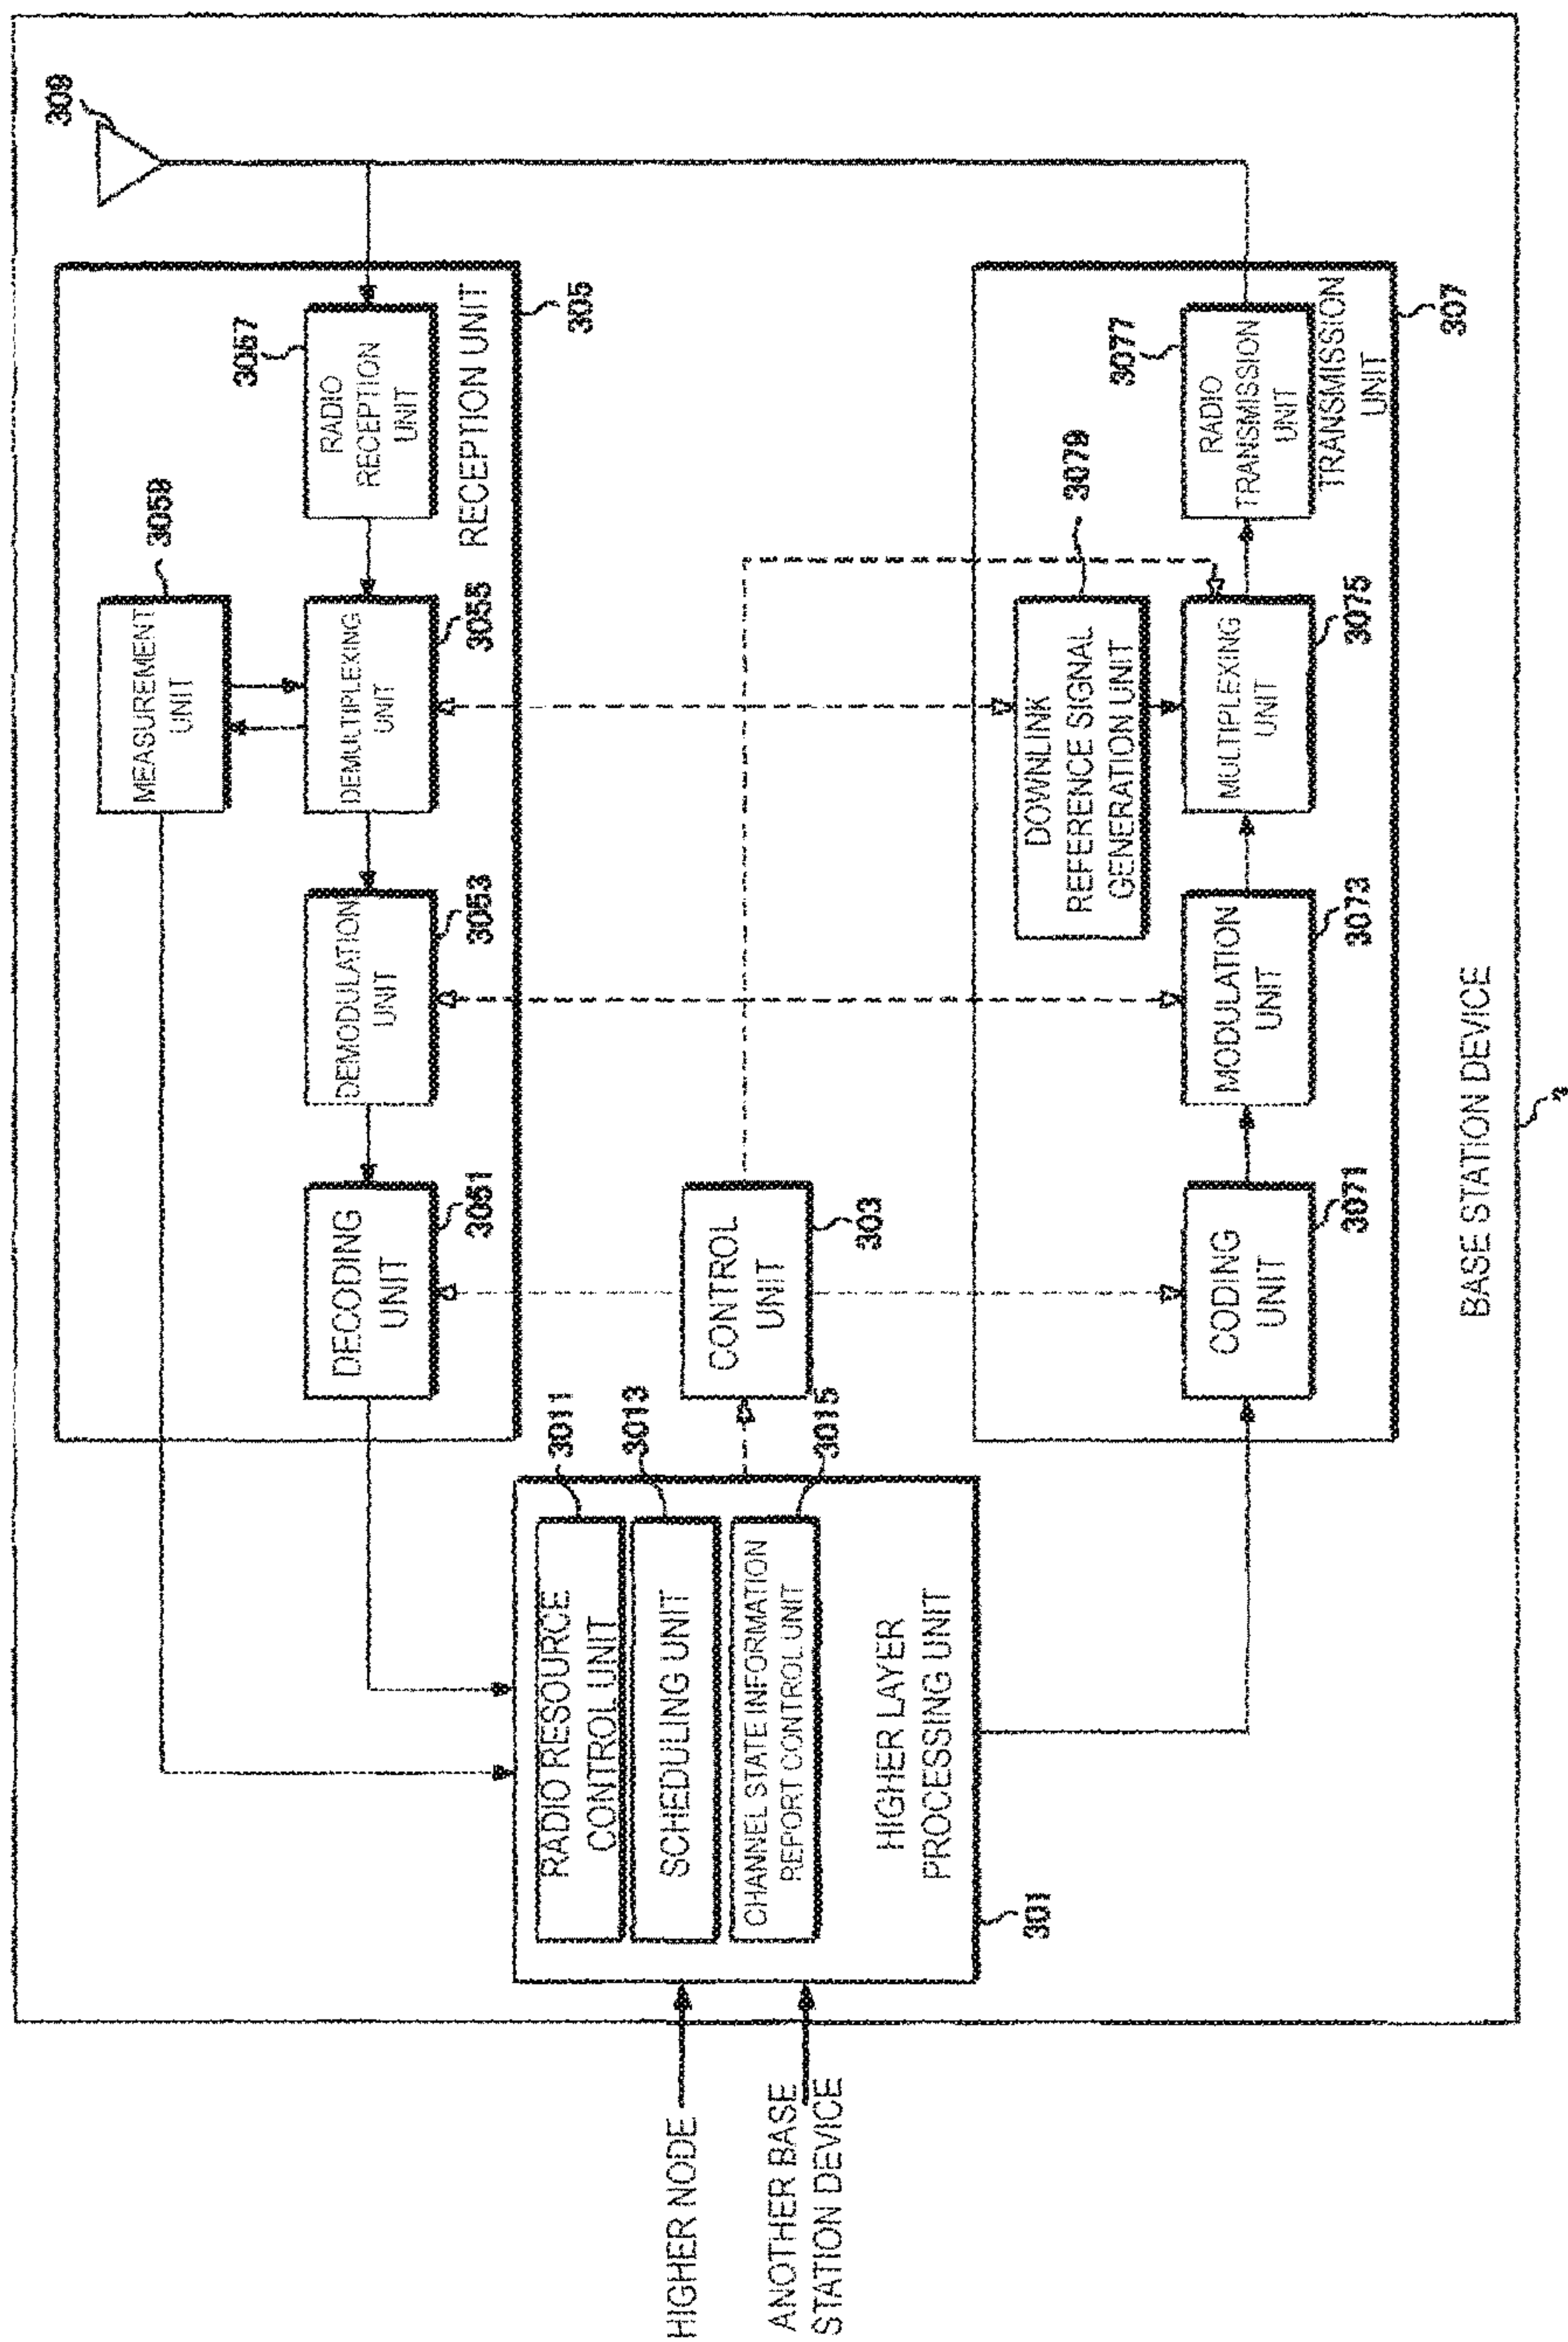 309
MEASUREMENT
UNIT
3059
DECODING
UNIT
3051
DEMODULATION
UNIT
3053
DEMULTIPLEXING
UNIT
3055
RADIO
RECEPTION
UNIT
3057
RECEPTION UNIT
305
HIGHER NODE
ANOTHER BASE
STATION DEVICE
RADIO RESOURCE
CONTROL UNIT
3011
SCHEDULING UNIT
3013
CHANNEL STATE INFORMATION
REPORT CONTROL UNIT
3015
HIGHER LAYER
PROCESSING UNIT
301
CONTROL
UNIT
303
DOWNLINK
REFERENCE SIGNAL
GENERATION UNIT
3079
CODING
UNIT
3071
MODULATION
UNIT
3073
MULTIPLEXING
UNIT
3075
RADIO
TRANSMISSION
UNIT
3077
TRANSMISSION
UNIT
307
BASE STATION DEVICE
3